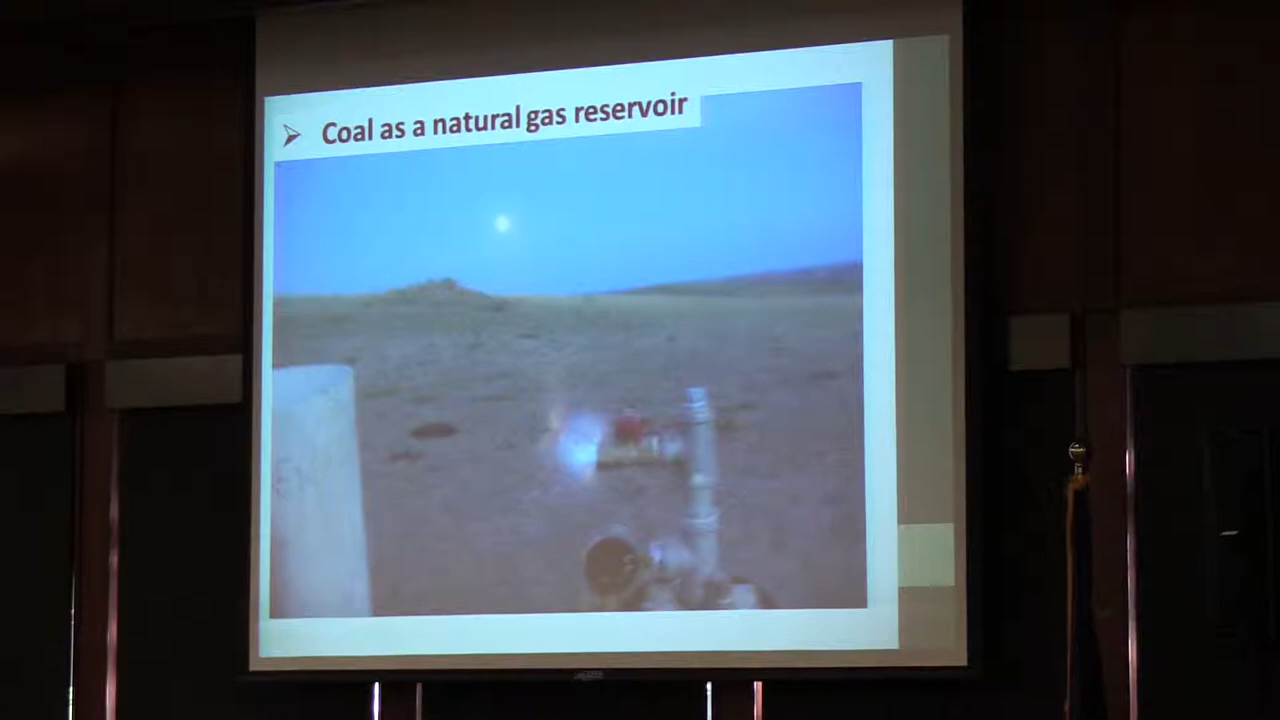 ➢ Coal as a natural gas reservoir